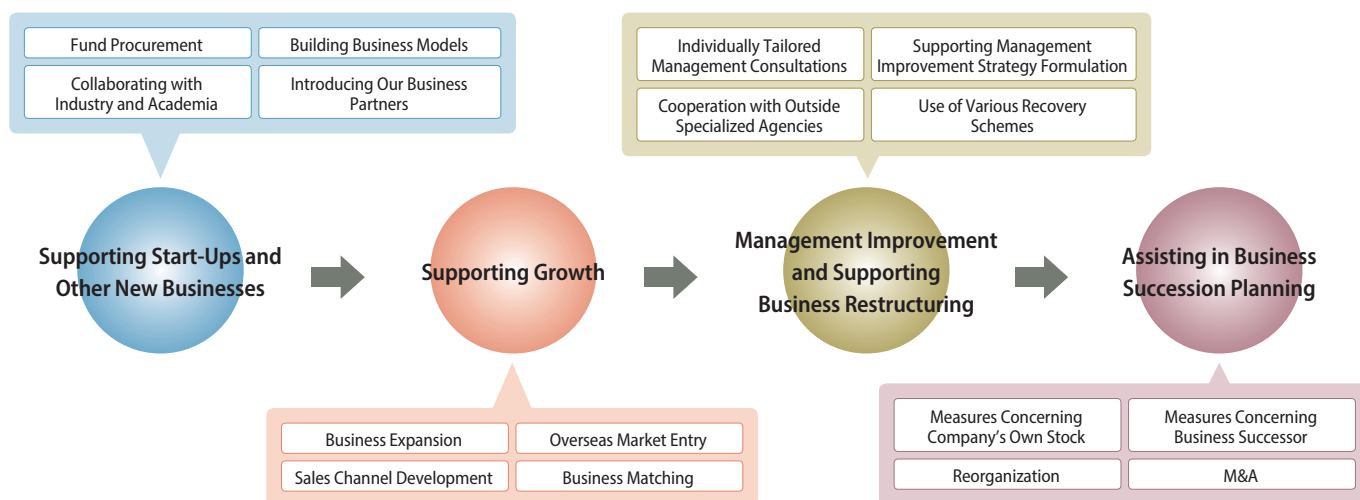 Fund Procurement
Building Business Models
Collaborating with
Industry and Academia
Introducing Our Business
Partners
Individually Tailored
Management Consultations
Supporting Management
Improvement Strategy Formulation
Cooperation with Outside
Specialized Agencies
Use of Various Recovery
Schemes
Supporting Start-Ups and
Other New Businesses
Supporting Growth
Management Improvement
and Supporting
Business Restructuring
Assisting in Business
Succession Planning
Business Expansion
Overseas Market Entry
Sales Channel Development
Business Matching
Measures Concerning
Company’s Own Stock
Measures Concerning
Business Successor
Reorganization
M&A